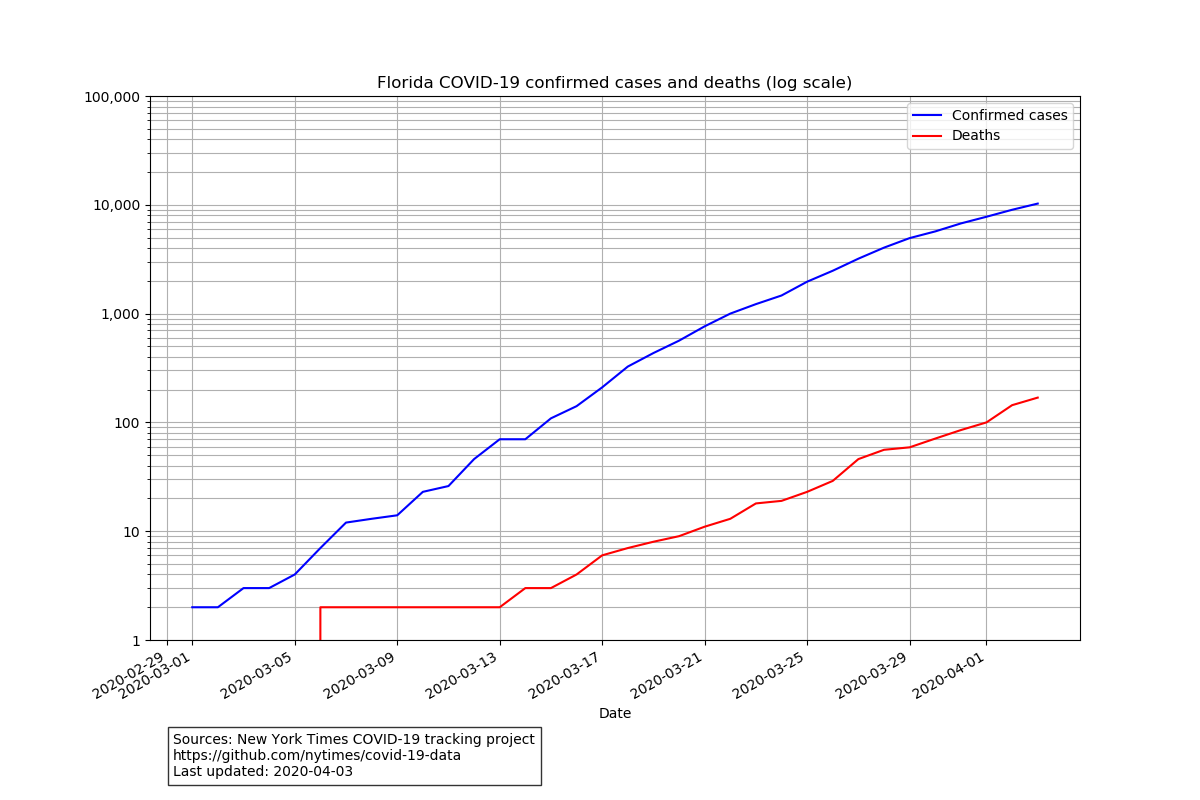 Florida COVID-19 confirmed cases and deaths (log scale)
100,000
10,000
1,000
100
10
1
Confirmed cases
Deaths
2020-02-29
2020-03-01
2020-03-05
2020-03-09
2020-03-13
2020-03-17
2020-03-21
2020-03-25
2020-03-29
2020-04-01
Date
Sources: New York Times COVID-19 tracking project
https://github.com/nytimes/covid-19-data
Last updated: 2020-04-03